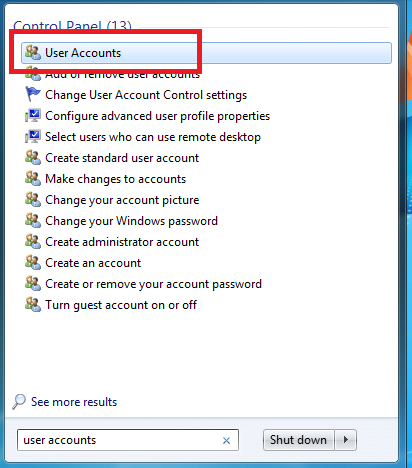 Control Panel (13)
User Accounts
Add or remove user accounts
Change User Account Control settings
Configure advanced user profile properties
Select users who can use remote desktop
Create standard user account
Make changes to accounts
Change your account picture
Change your Windows password
Create administrator account
Create an account
Create or remove your account password
Turn guest account on or off
See more results
user accounts
Shut down